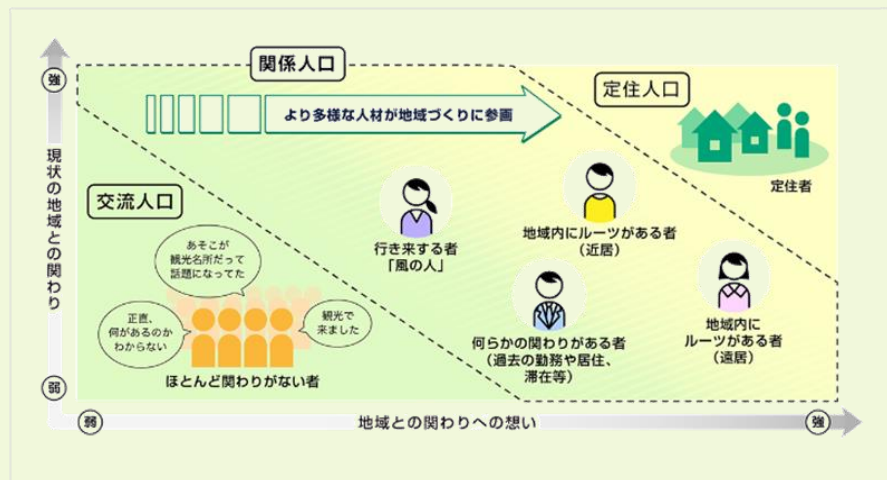 関係人口
強
より多様な人材が地域づくりに参画
定住人口
定住者
現状の地域との関わり
交流人口
あそこが
観光名所だって
話題になってた
正直、
何があるのか
わからない
観光で
来ました
ほとんど関わりがない者
行き来する者
「風の人」
地域内にルーツがある者
（近居）
何らかの関わりがある者
（過去の勤務や居住、
滞在等）
地域内に
ルーツがある者
（遠居）
弱
弱
地域との関わりへの想い
強